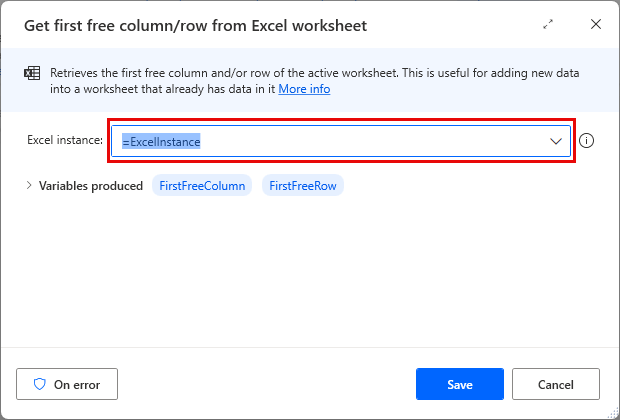 Get first free column/row from Excel worksheet
Retrieves the first free column and/or row of the active worksheet. This is useful for adding new data
into a worksheet that already has data in it More info
Excel instance: =ExcelInstance
Variables produced FirstFreeColumn FirstFreeRow
On error Save Cancel